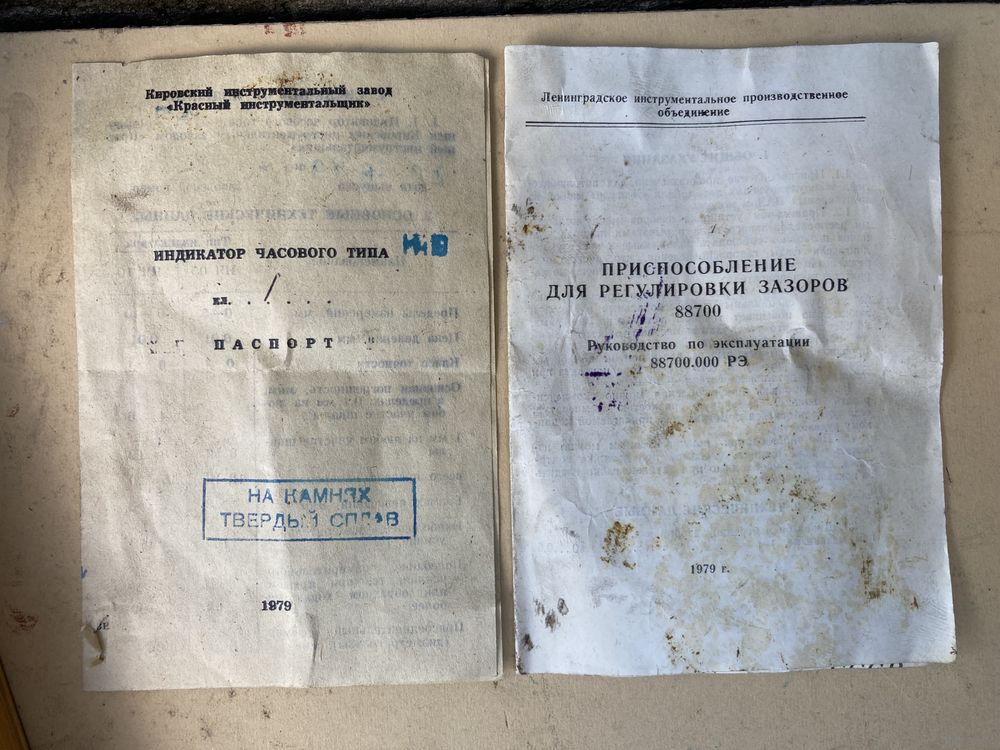 Кировский инструментальный завод
«Красный инструментальщик»
ИНДИКАТОР ЧАСОВОГО ТИПА
кл. . / . . . .
ПАСПОРТ
НА КАМНЯХ
ТВЕРДЫЙ СПЛАВ
1979
Ленинградское инструментальное производственное
объединение
ПРИСПОСОБЛЕНИЕ
ДЛЯ РЕГУЛИРОВКИ ЗАЗОРОВ
88700
Руководство по эксплуатации
88700.000 РЭ
1979 г.